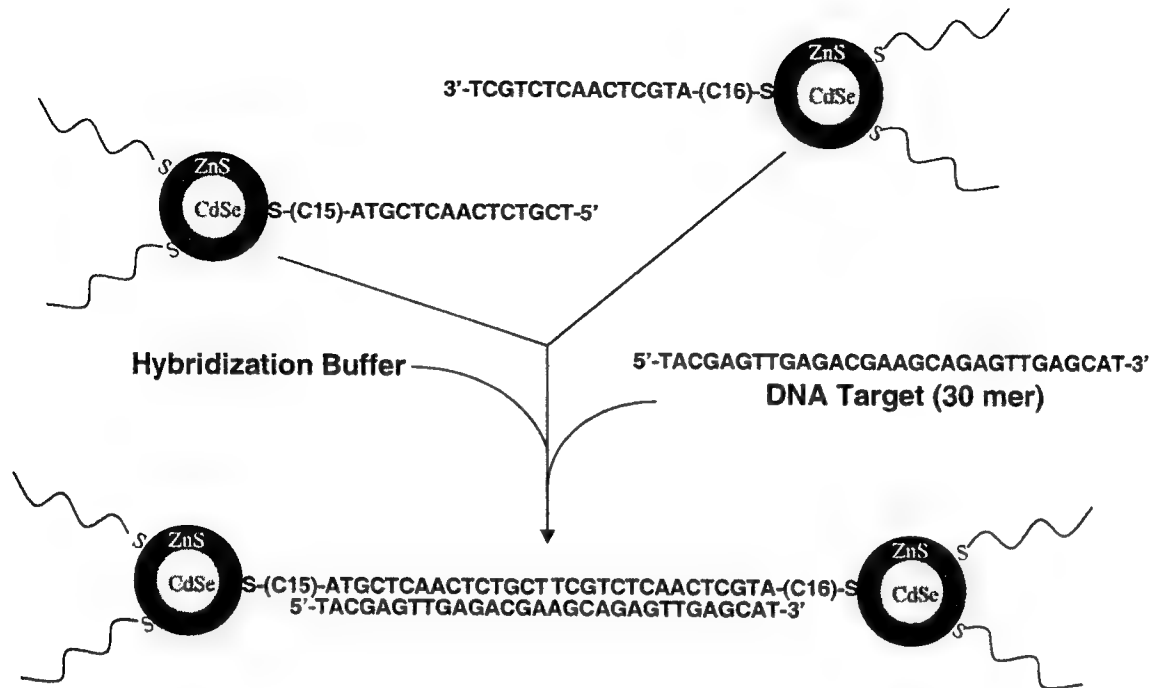 ZnS
S
3'-TCGTCTCAACTCGTA-(C16)-S
CdSe
S
S
ZnS
CdSe
S-(C15)-ATGCTCAACTCTGCT-5'
S
Hybridization Buffer
5'-TACGAGTTGAGACGAAGCAGAGTTGAGCAT-3'
DNA Target (30 mer)
S
ZnS
CdSe
S-(C15)-ATGCTCAACTCTGCTTCGTCTCAACTCGTA-(C16)-S
5'-TACGAGTTGAGACGAAGCAGAGTTGAGCAT-3'
S
ZnS
S
CdSe
S